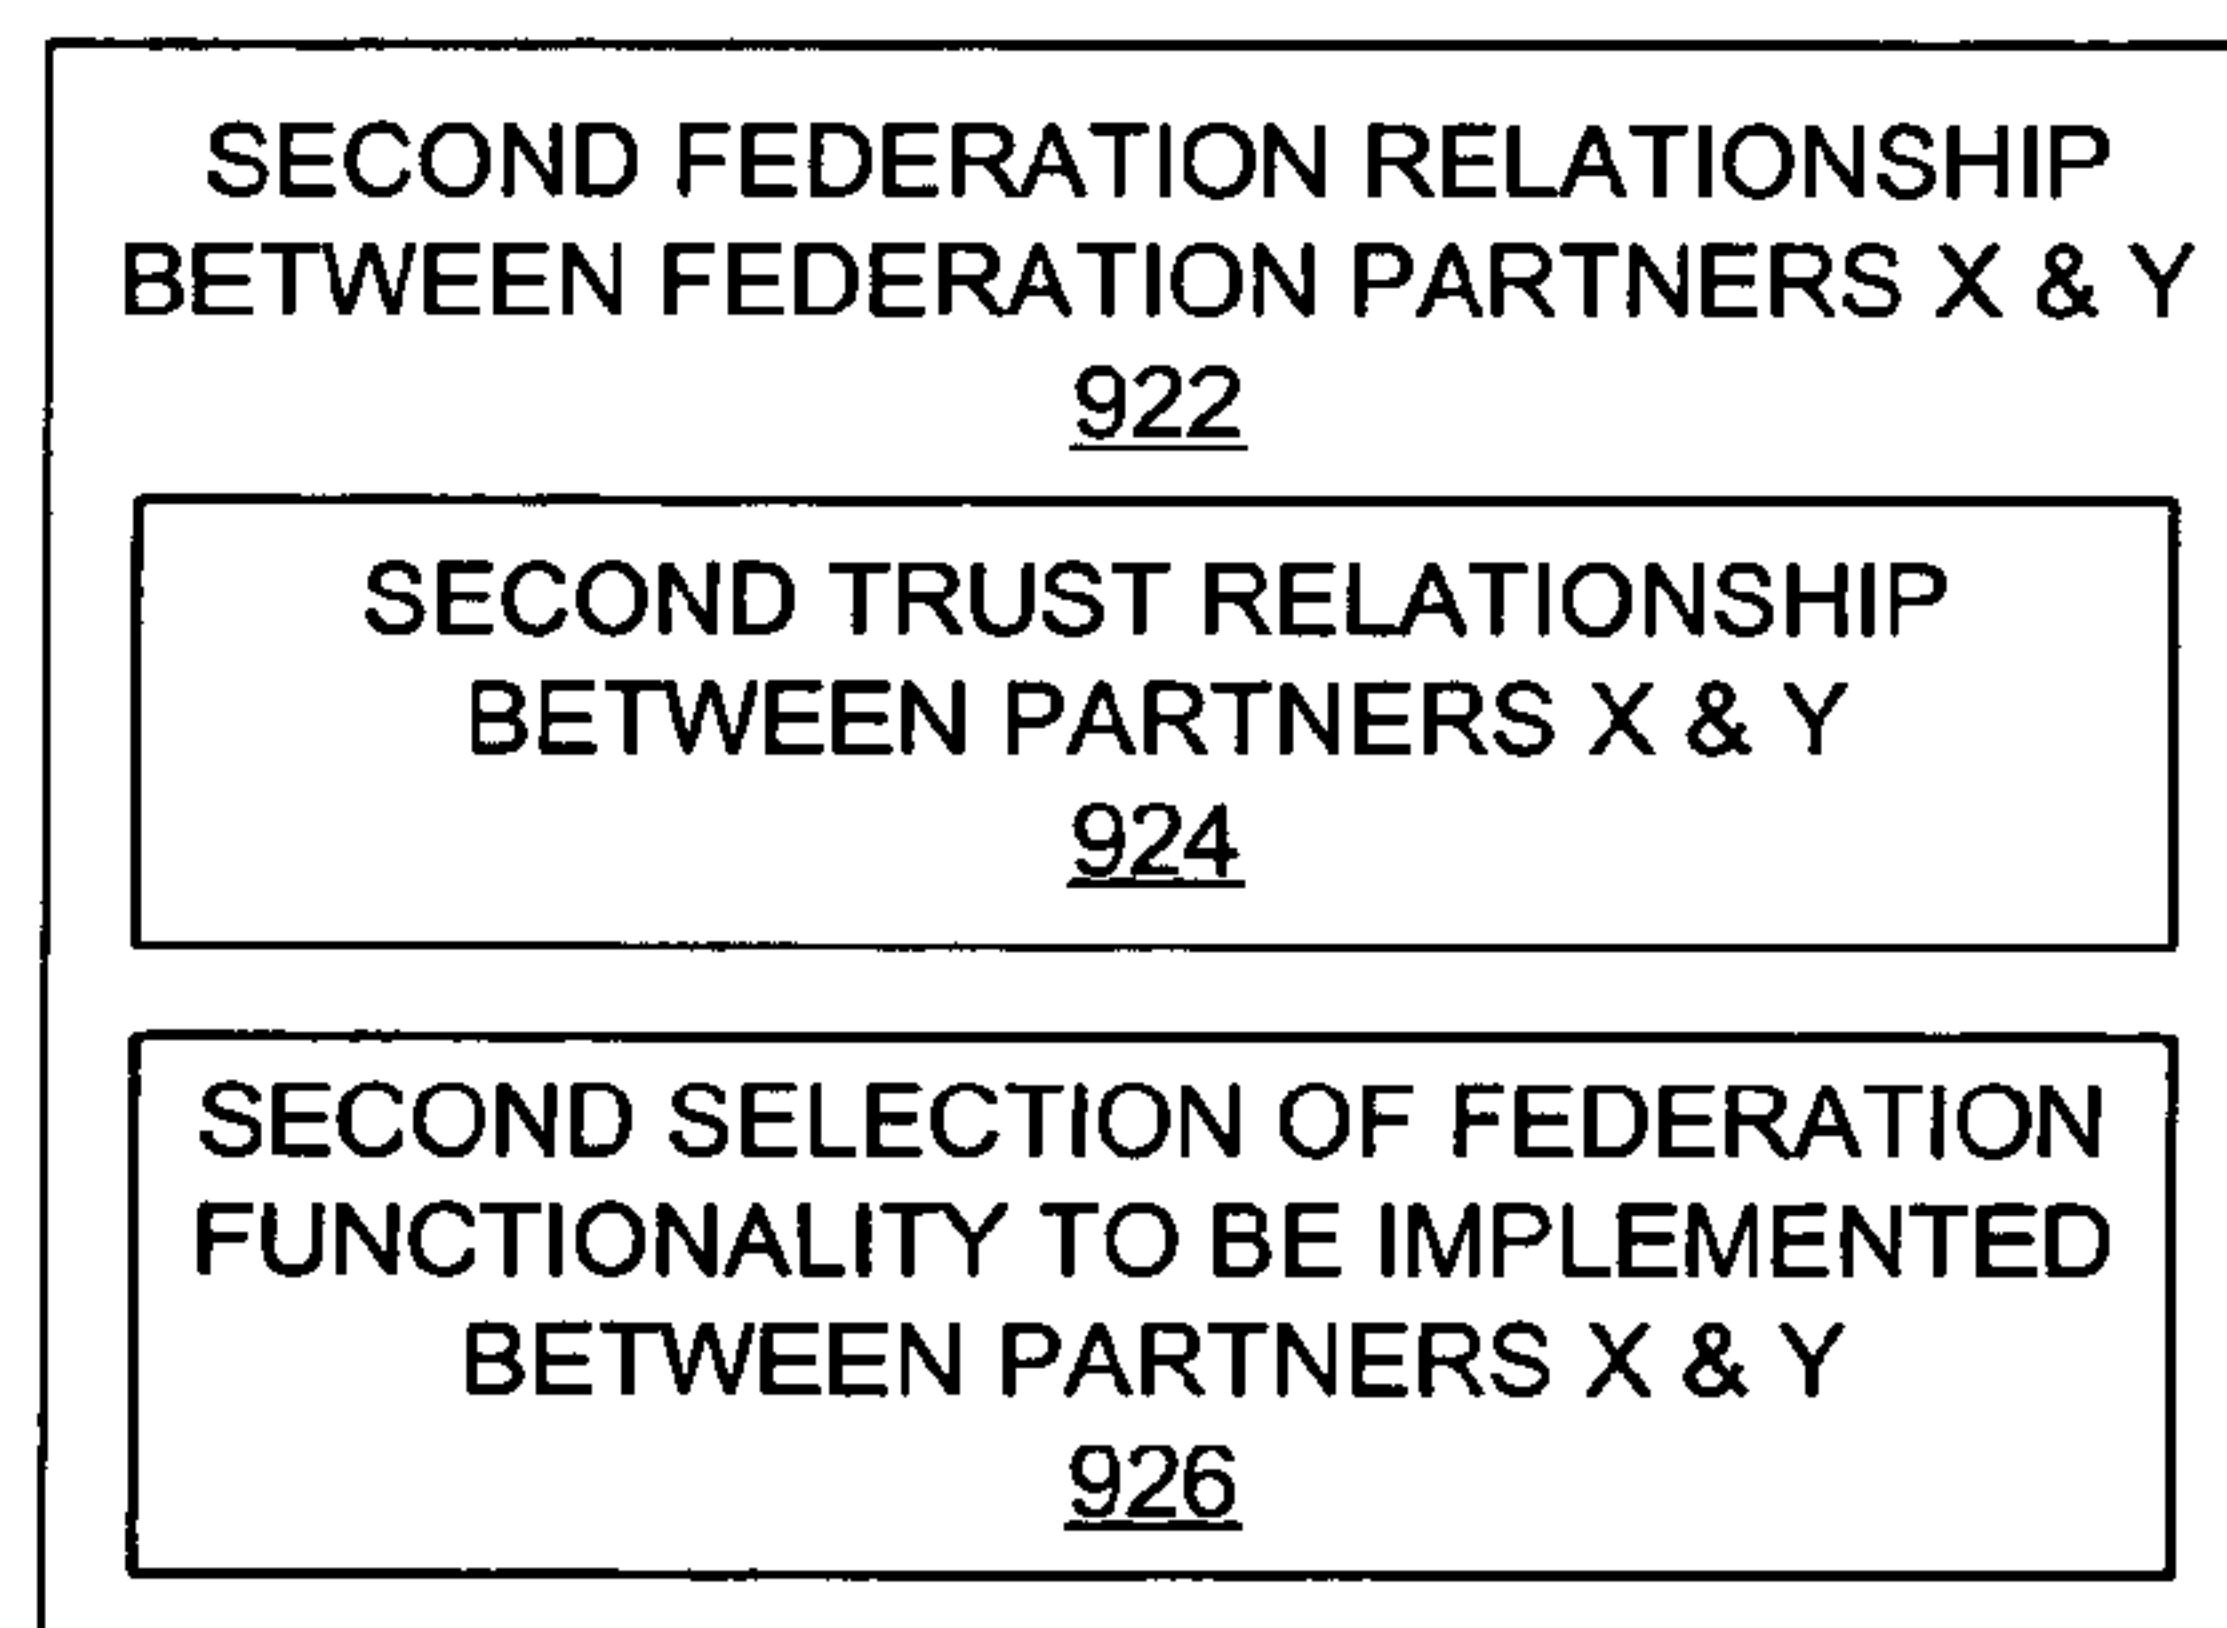 SECOND FEDERATION RELATIONSHIP
BETWEEN FEDERATION PARTNERS X & Y
922
SECOND TRUST RELATIONSHIP
BETWEEN PARTNERS X & Y
924
SECOND SELECTION OF FEDERATION
FUNCTIONALITY TO BE IMPLEMENTED
BETWEEN PARTNERS X & Y
926